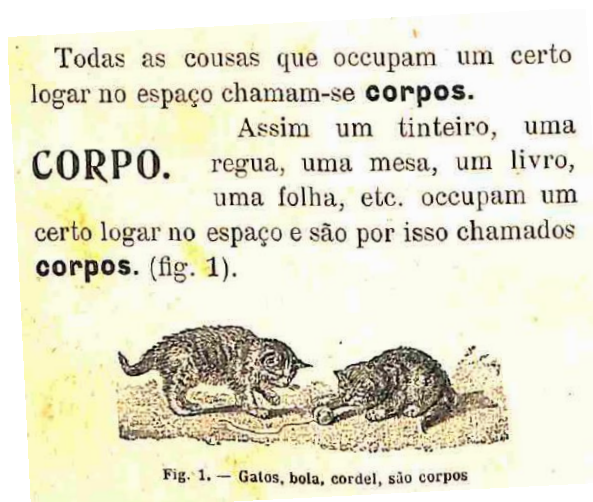 Todas as cousas que occupam um certo
logar no espaço chamam-se corpos.
CORPO.
Assim um tinteiro, uma
regua, uma mesa, um livro,
uma folha, etc. occupam um
certo logar no espaço e são por isso chamados
corpos. (fig. 1).
Fig. 1. — Gatos, bola, cordel, são corpos